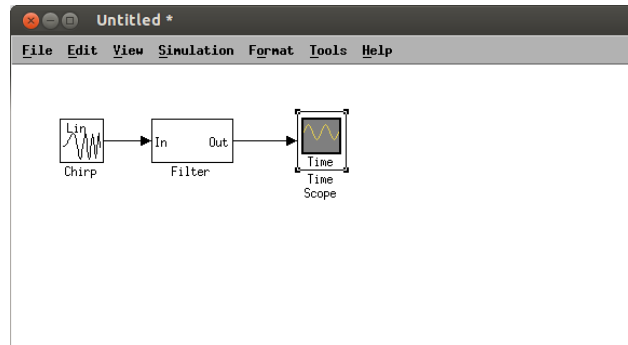 Untitled *
File Edit View Simulation Format Tools Help
Lin
In Out
Time
Chirp Filter Time
Scope